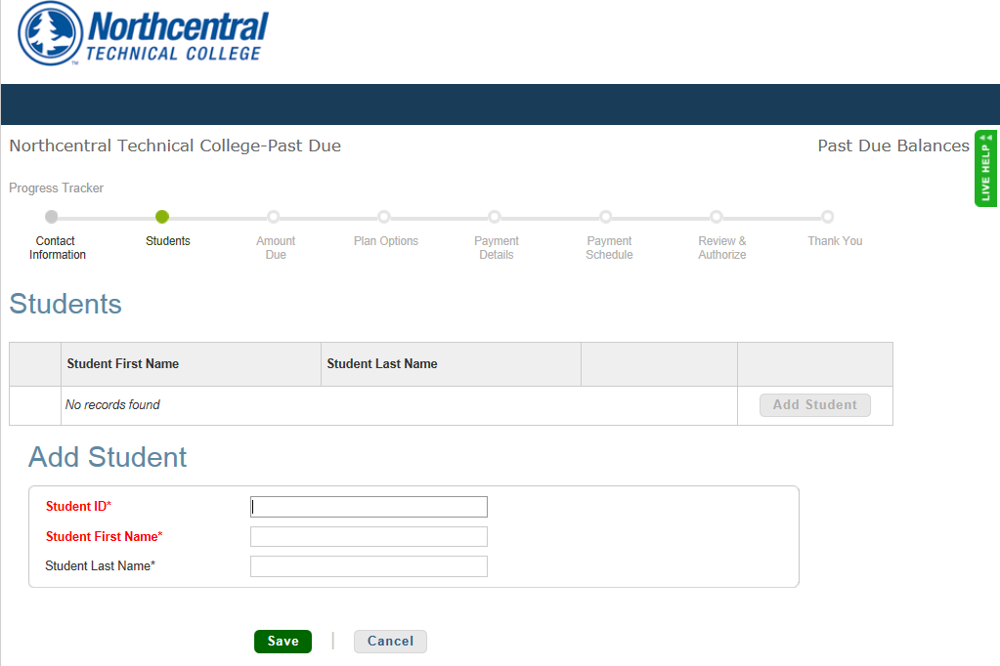 Northcentral
TECHNICAL COLLEGE
TM
Northcentral Technical College-Past Due
Past Due Balances
LIVE HELP
Progress Tracker
Contact
Information
Students
Amount
Due
Plan Options
Payment
Details
Payment
Schedule
Review &
Authorize
Thank You
Students
Student First Name
Student Last Name
No records found
Add Student
Add Student
Student ID*
Student First Name*
Student Last Name*
Save | Cancel